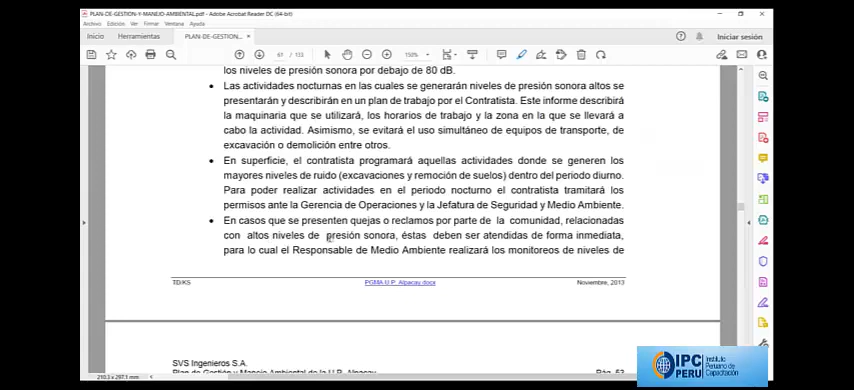 PLAN-DE-GESTION-Y MANEJO-AMBIENTAL.pdf - Adobe Acrobat Reader DC (64-bit)
Archivo Edición Ver Firmar Ventana Ayuda
Inicio Herramientas PLAN-DE-GESTION... × Iniciar sesión
61 / 133 150%
los niveles de presión sonora por debajo de 80 dB.
• Las actividades nocturnas en las cuales se generarán niveles de presión sonora altos se
presentarán y describirán en un plan de trabajo por el Contratista. Este informe describirá
la maquinaria que se utilizará, los horarios de trabajo y la zona en la que se llevará a
cabo la actividad. Asimismo, se evitará el uso simultáneo de equipos de transporte, de
excavación o demolición entre otros.
• En superficie, el contratista programará aquellas actividades donde se generen los
mayores niveles de ruido (excavaciones y remoción de suelos) dentro del periodo diurno.
Para poder realizar actividades en el periodo nocturno el contratista tramitará los
permisos ante la Gerencia de Operaciones y la Jefatura de Seguridad y Medio Ambiente.
• En casos que se presenten quejas o reclamos por parte de la comunidad, relacionadas
con altos niveles de presión sonora, éstas deben ser atendidas de forma inmediata,
para lo cual el Responsable de Medio Ambiente realizará los monitoreos de niveles de
TD/KS PGMA U.P. Alpacay.docx Noviembre, 2013
SVS Ingenieros S.A.
Plan de Gestión y Manejo Ambiental de la U.P. Alpacay Pág. 53
210.3 x 297.1 mm
IPC PERU
Instituto
Peruano de
Capacitación